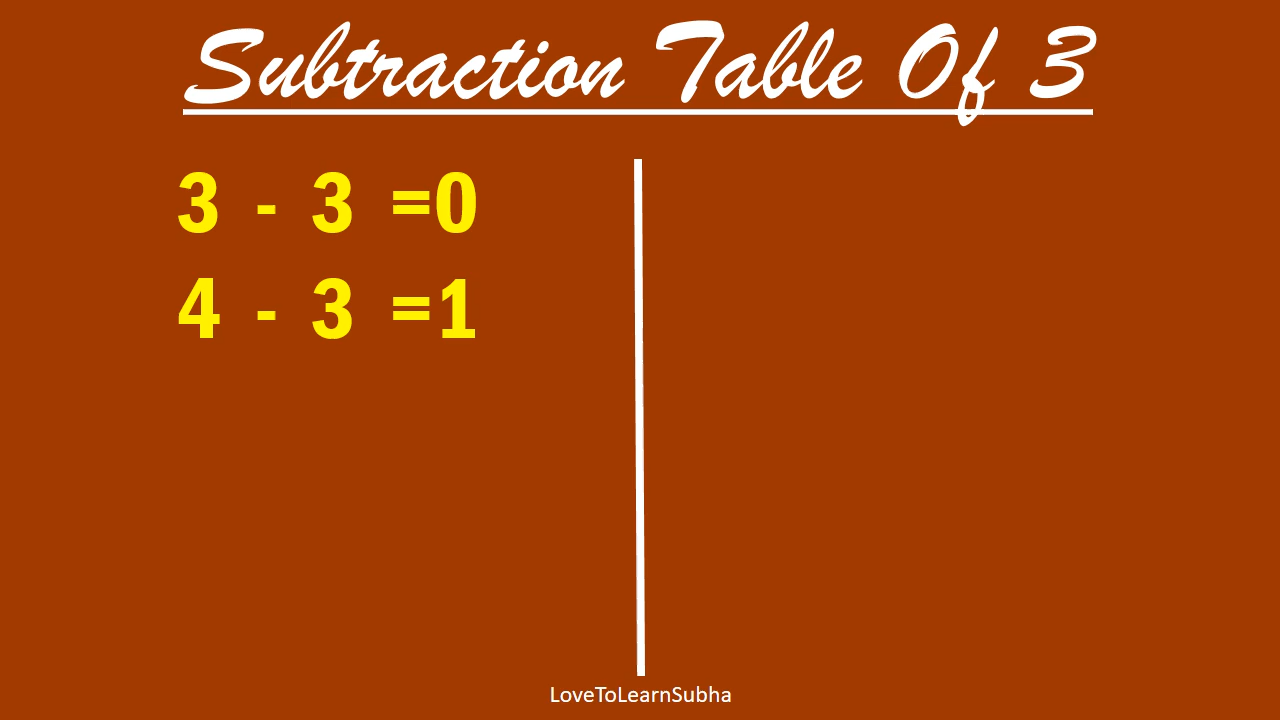 Subtraction Table Of 3
3 - 3 =0
4 - 3 =1
LoveToLearnSubha